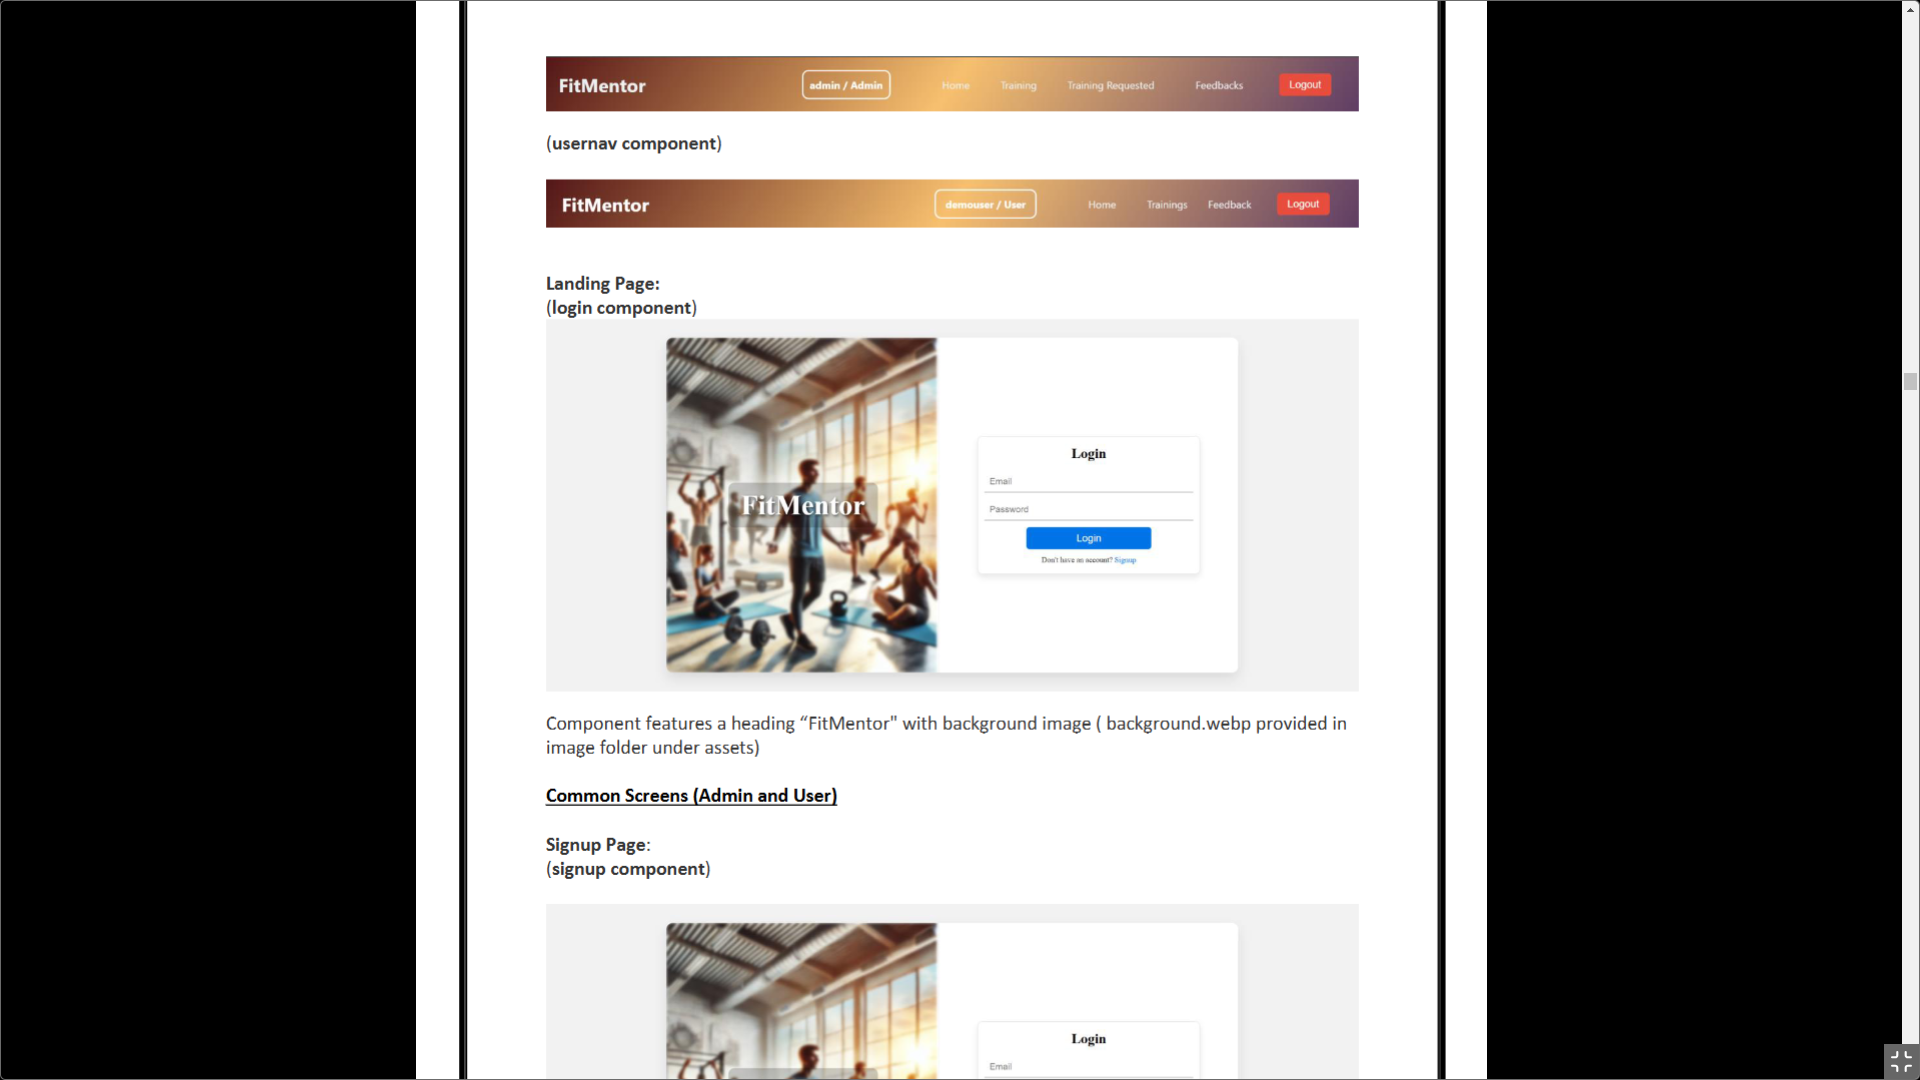 FitMentor admin / Admin Home Training Training Requested Feedbacks Logout
(usernav component)
FitMentor demouser / User Home Trainings Feedback Logout
Landing Page:
(login component)
FitMentor
Login
Email
Password
Login
Don't have an account? Signup
Component features a heading “FitMentor" with background image ( background.webp provided in
image folder under assets)
Common Screens (Admin and User)
Signup Page:
(signup component)
Login
Email